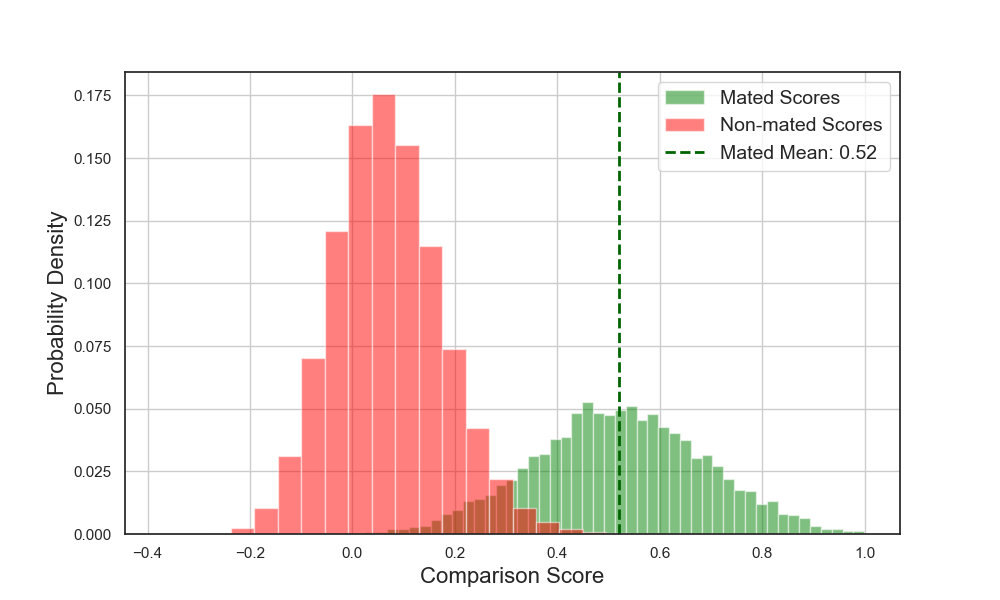 Mated Scores
Non-mated Scores
Mated Mean: 0.52
Probability Density
0.175
0.150
0.125
0.100
0.075
0.050
0.025
0.000
−0.4 −0.2 0.0 0.2 0.4 0.6 0.8 1.0
Comparison Score